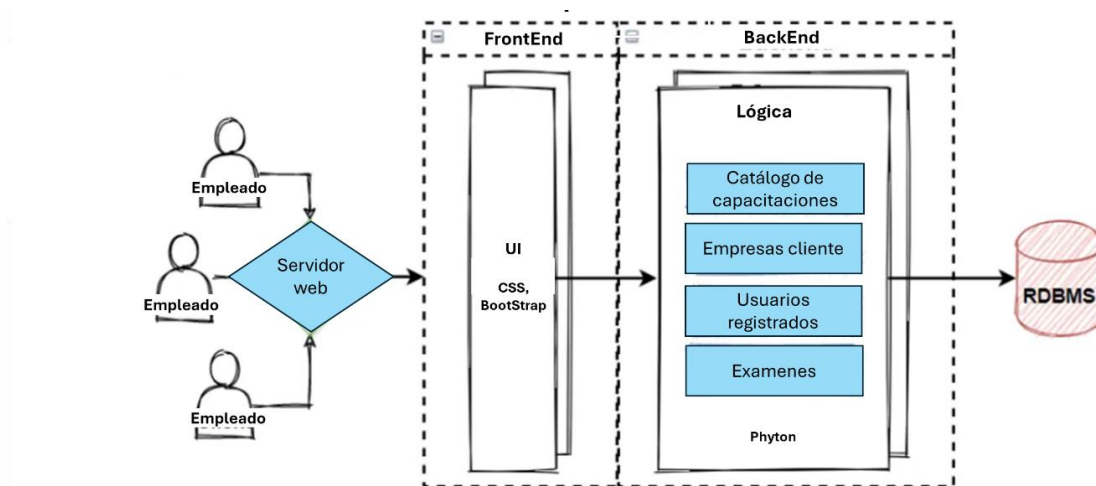 FrontEnd
BackEnd
Lógica
Empleado
Catálogo de
capacitaciones
Empleado
Servidor
web
UI
CSS,
BootStrap
Empresas cliente
RDBMS
Usuarios
registrados
Examenes
Empleado
Phyton